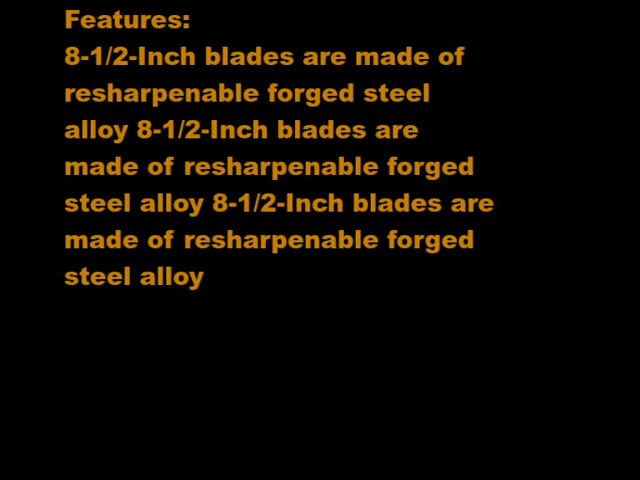 Features:
8-1/2-Inch blades are made of
resharpenable forged steel
alloy 8-1/2-Inch blades are
made of resharpenable forged
steel alloy 8-1/2-Inch blades are
made of resharpenable forged
steel alloy